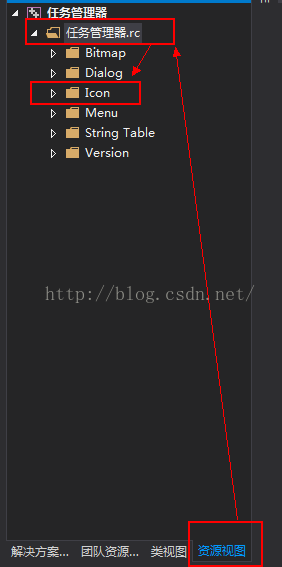 任务管理器
任务管理器.rc
Bitmap
Dialog
Icon
Menu
String Table
Version
http://blog.csdn.net/
解决方案... 团队资源... 类视图 资源视图